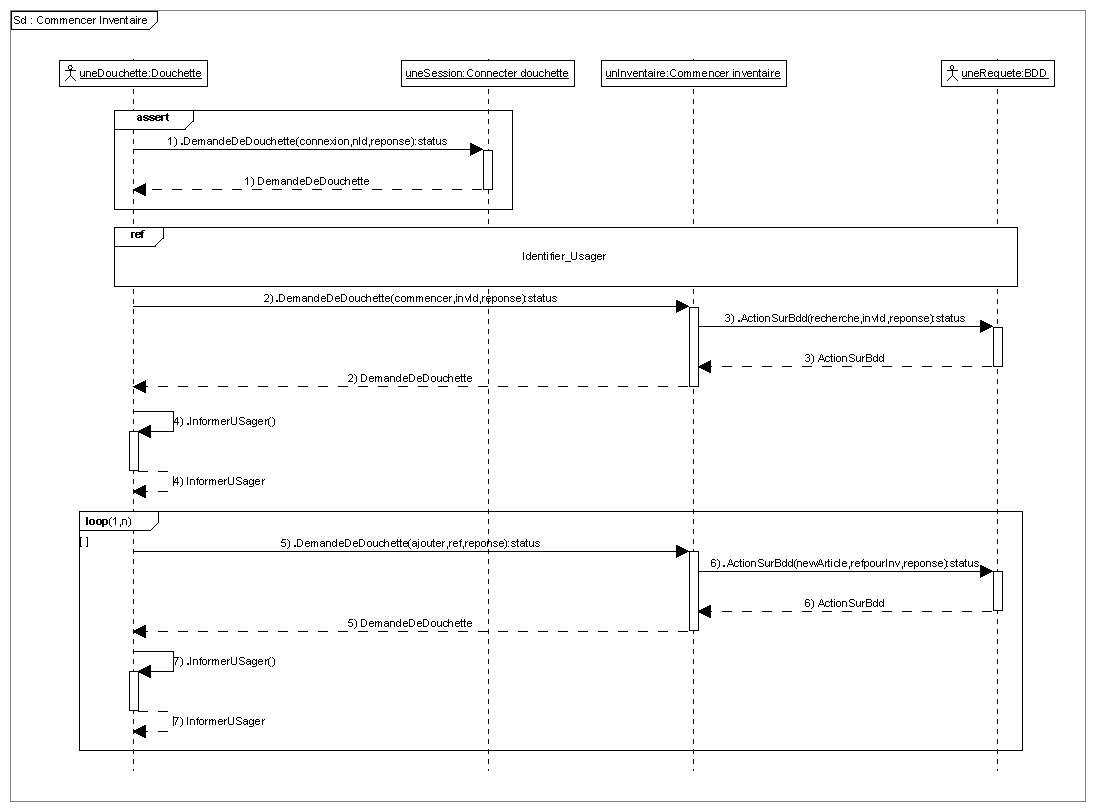 Sd : Commencer Inventaire
uneDouchette:Douchette
uneSession:Connecter douchette
unInventaire:Commencer inventaire
uneRequete:BDD
assert
1) .DemandeDeDouchette(connexion,nId,reponse):status
1) DemandeDeDouchette
ref
Identifier_Usager
2) .DemandeDeDouchette(commencer,invId,reponse):status
3) .ActionSurBdd(recherche,invId,reponse):status
3) ActionSurBdd
2) DemandeDeDouchette
4) .InformerUSager()
4) InformerUSager
loop(1,n)
[ ]
5) .DemandeDeDouchette(ajouter,ref,reponse):status
6) .ActionSurBdd(newArticle,refpourInv,reponse):status
6) ActionSurBdd
5) DemandeDeDouchette
7) .InformerUSager()
7) InformerUSager